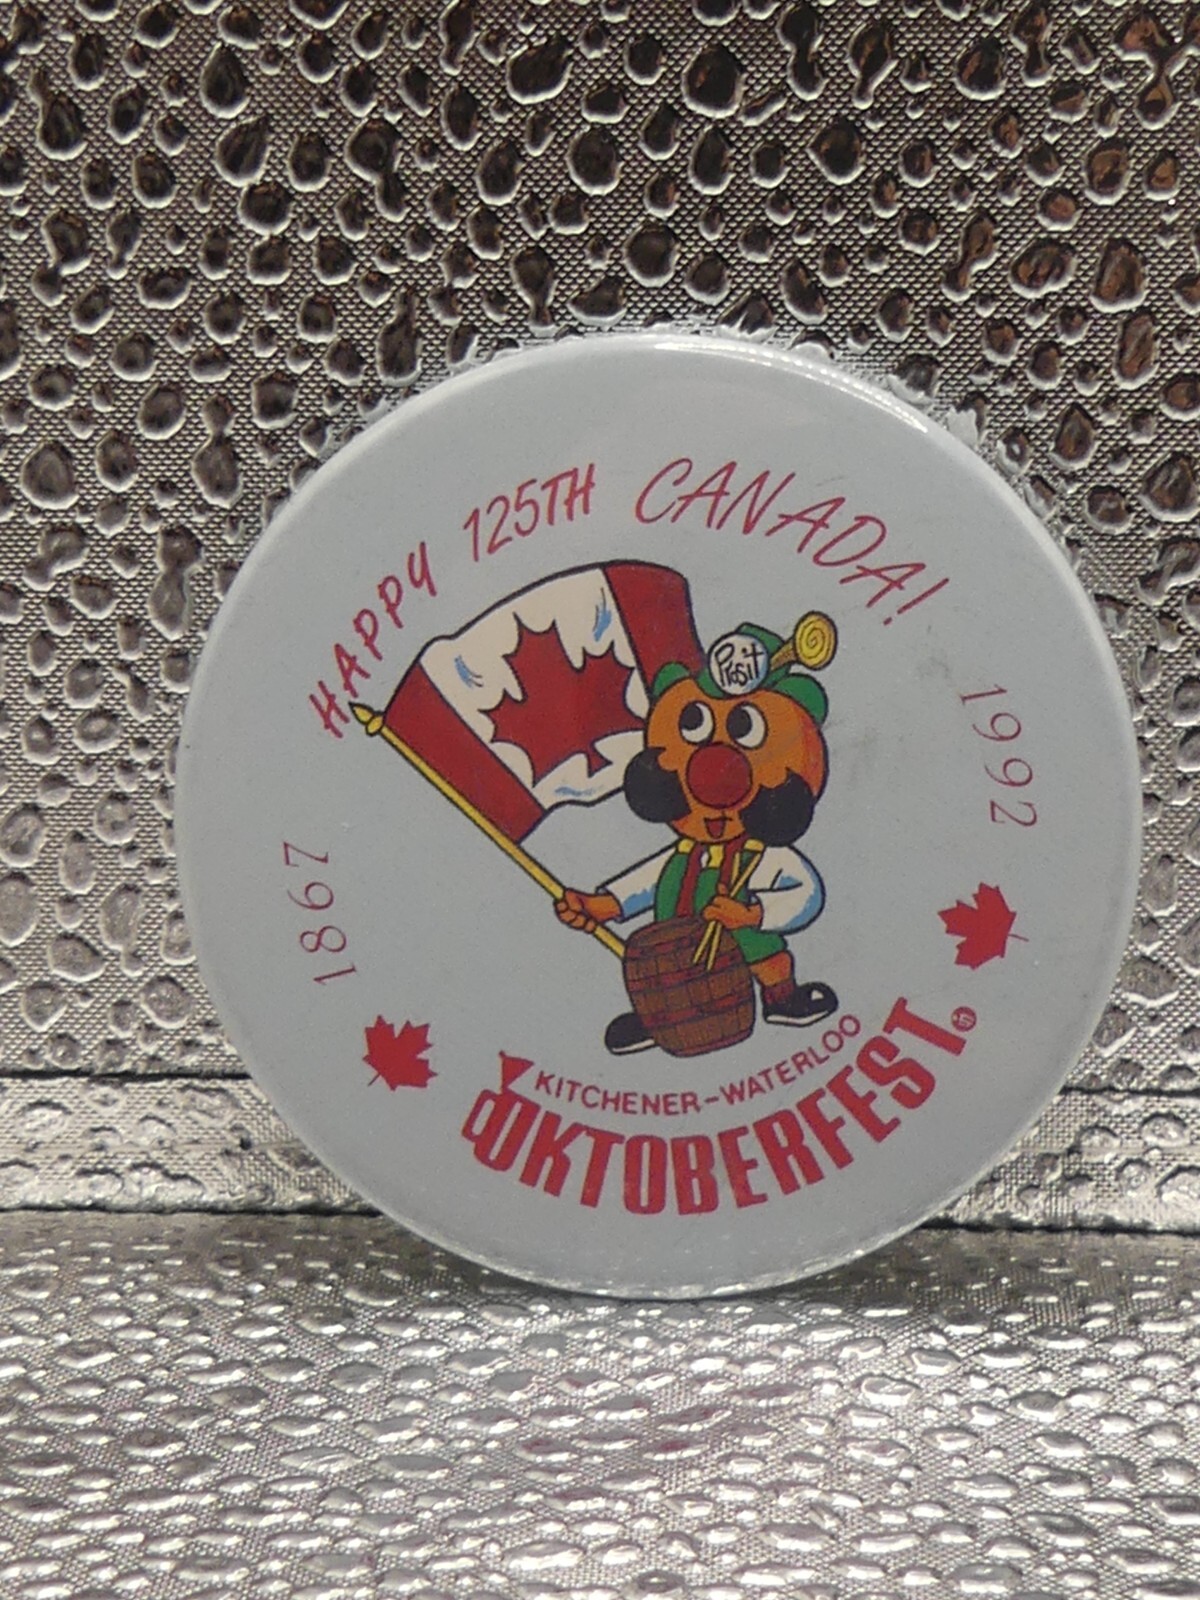 HAPPY 125TH CANADA!
Prosit
1867
1992
KITCHENER-WATERLOO
OKTOBERFEST